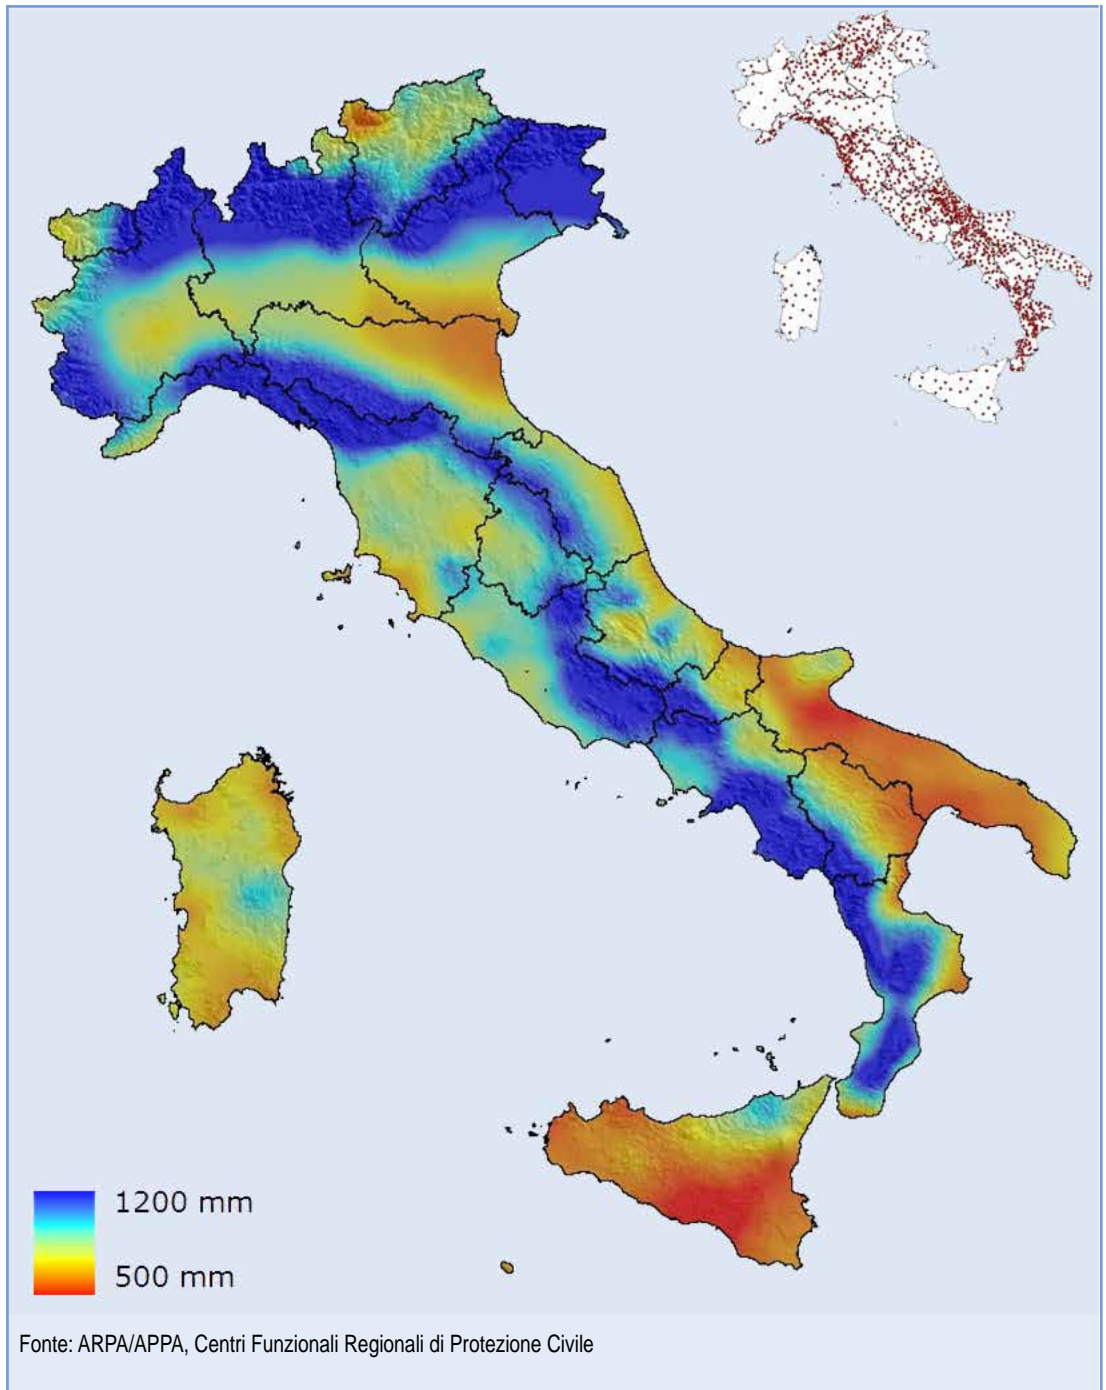 1200 mm
500 mm
Fonte: ARPA/APPA, Centri Funzionali Regionali di Protezione Civile